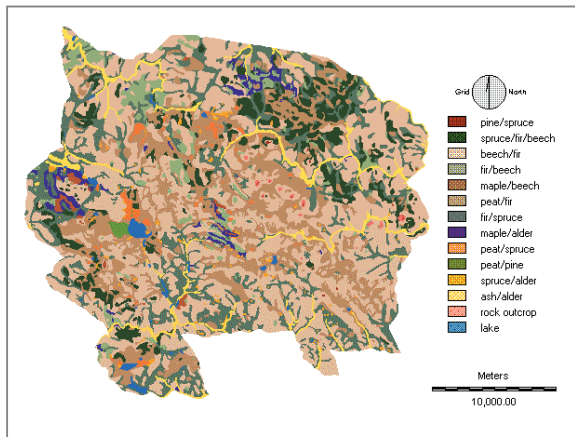 Grid North
pine/spruce
spruce/fir/beech
beech/fir
fir/beech
maple/beech
peat/fir
fir/spruce
maple/alder
peat/spruce
peat/pine
spruce/alder
ash/alder
rock outcrop
lake
Meters
10,000.00